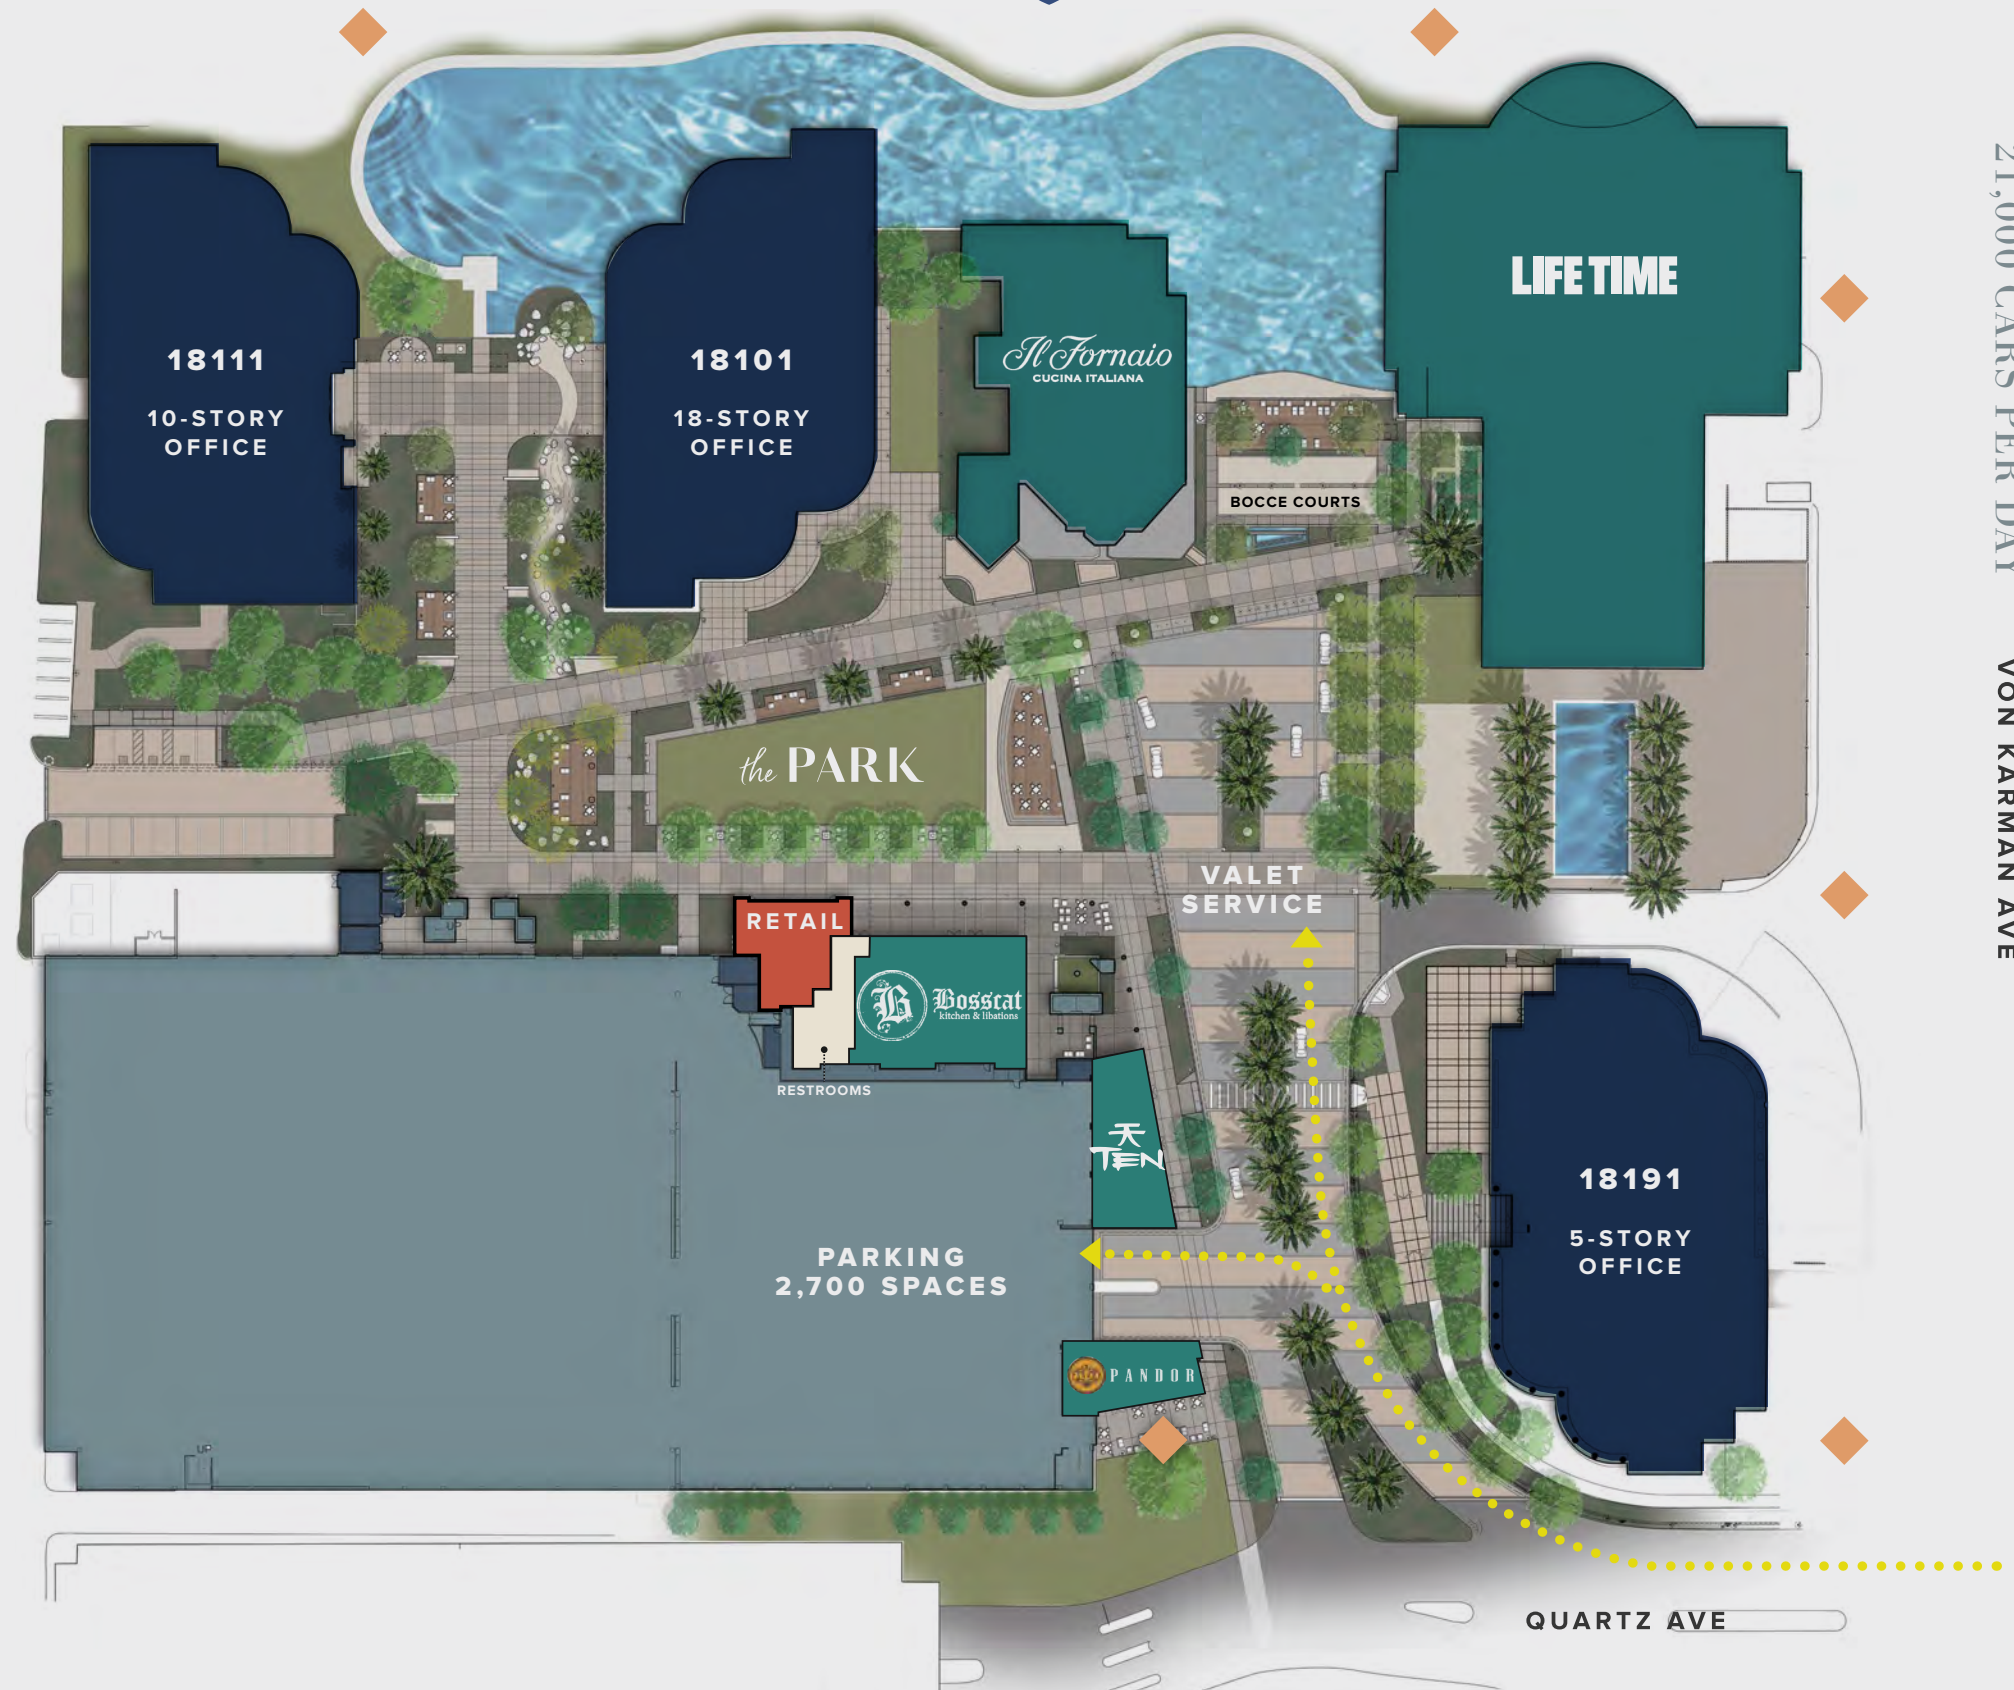 21,000 CARS PER DAY
VON KARMAN AVE
LIFE TIME
Il Fornaio
CUCINA ITALIANA
18111
10-STORY
OFFICE
18101
18-STORY
OFFICE
BOCCE COURTS
the PARK
VALET
SERVICE
RETAIL
B
Bosscat
kitchen & libations
RESTROOMS
天
TEN
18191
5-STORY
OFFICE
PARKING
2,700 SPACES
PANDOR
QUARTZ AVE